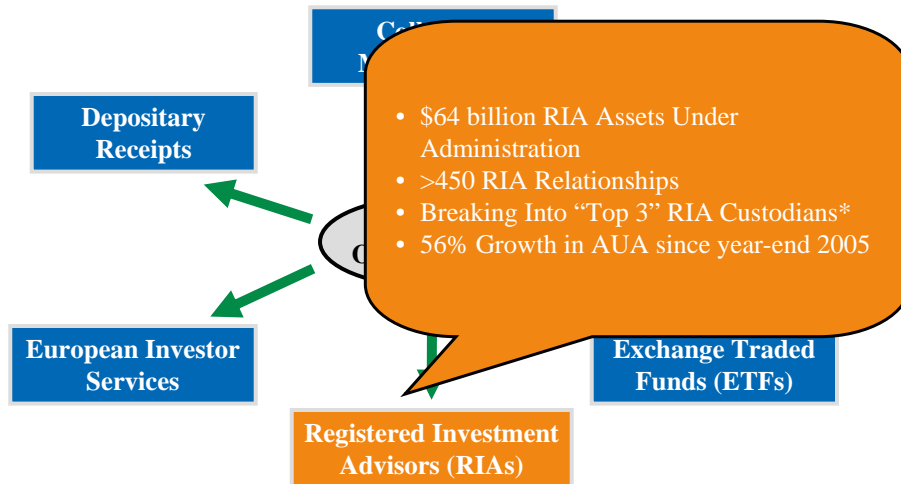 Depositary
Receipts
• $64 billion RIA Assets Under
Administration
• >450 RIA Relationships
• Breaking Into “Top 3” RIA Custodians*
• 56% Growth in AUA since year-end 2005
European Investor
Services
Exchange Traded
Funds (ETFs)
Registered Investment
Advisors (RIAs)